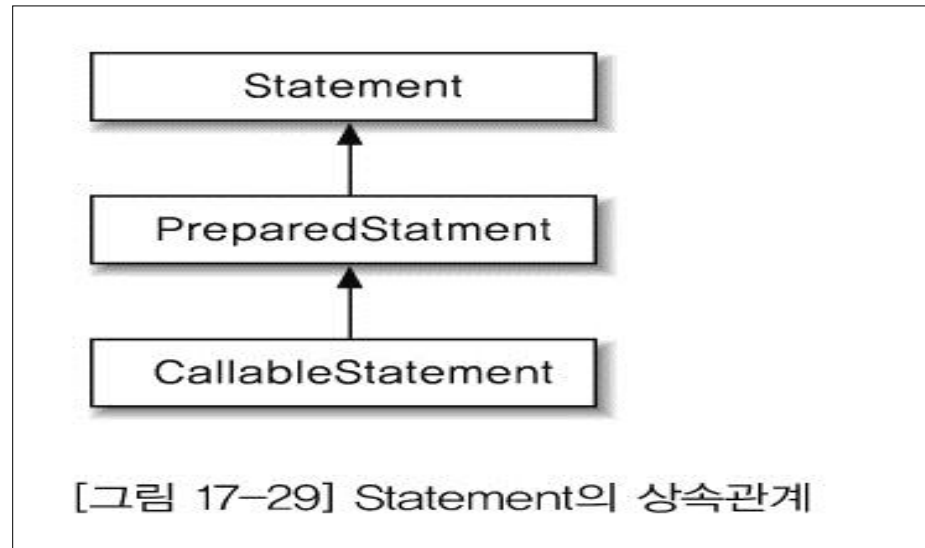 Statement
PreparedStatment
CallableStatement
[그림 17-29] Statement의 상속관계